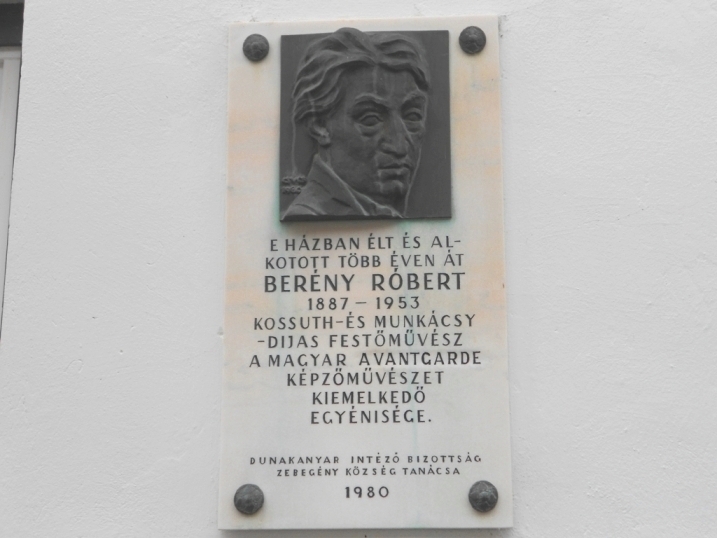 E HÁZBAN ÉLT ÉS AL-
KOTOTT TÖBB ÉVEN ÁT
BERÉNY RÓBERT
1887 – 1953
KOSSUTH-ÉS MUNKÁCSY
-DIJAS FESTŐMŰVÉSZ
A MAGYAR AVANTGARDE
KÉPZŐMŰVÉSZET
KIEMELKEDŐ
EGYÉNISÉGE.
DUNAKANYAR INTÉZŐ BIZOTTSÁG
ZEBEGÉNY KÖZSÉG TANÁCSA
1980